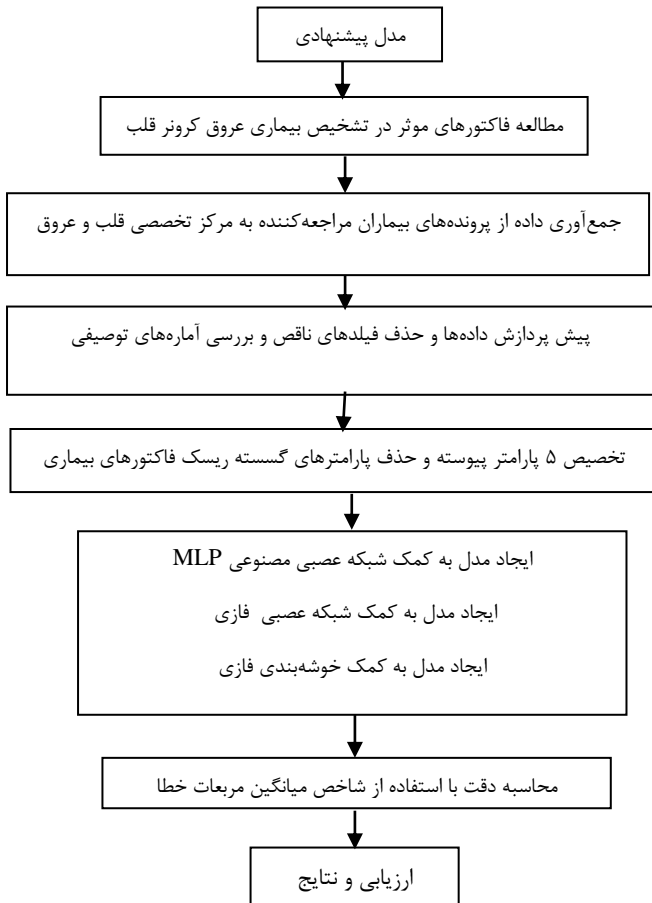 مدل پیشنهادی
مطالعه فاکتورهای موثر در تشخیص بیماری عروق کرونر قلب
جمع‌آوری داده از پرونده‌های بیماران مراجعه‌کننده به مرکز تخصصی قلب و عروق
پیش پردازش داده‌ها و حذف فیلدهای ناقص و بررسی آماره‌های توصیفی
تخصیص ۵ پارامتر پیوسته و حذف پارامترهای گسسته ریسک فاکتورهای بیماری
ایجاد مدل به کمک شبکه عصبی مصنوعی MLP
ایجاد مدل به کمک شبکه عصبی فازی
ایجاد مدل به کمک خوشه‌بندی فازی
محاسبه دقت با استفاده از شاخص میانگین مربعات خطا
ارزیابی و نتایج